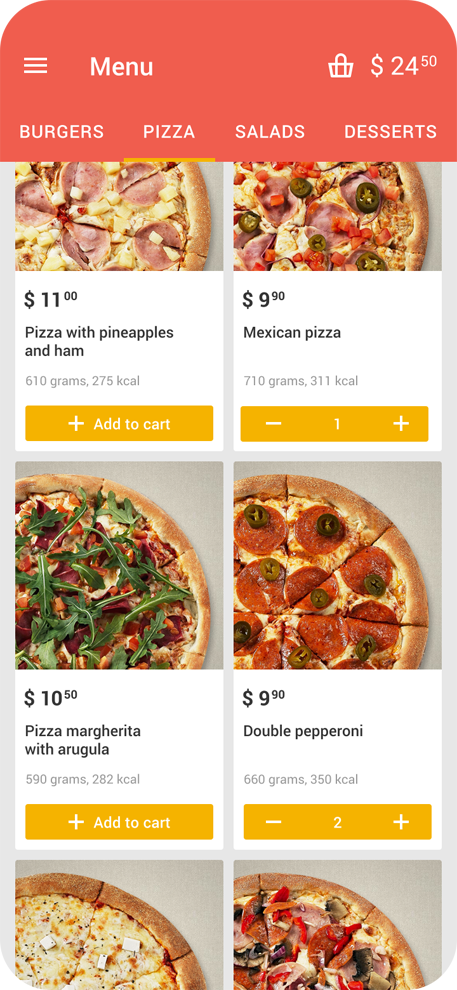 Menu
$ 24 50
BURGERS PIZZA SALADS DESSERTS
$ 11 00
Pizza with pineapples
and ham
610 grams, 275 kcal
+ Add to cart
$ 9 90
Mexican pizza
710 grams, 311 kcal
− 1 +
$ 10 50
Pizza margherita
with arugula
590 grams, 282 kcal
+ Add to cart
$ 9 90
Double pepperoni
660 grams, 350 kcal
− 2 +